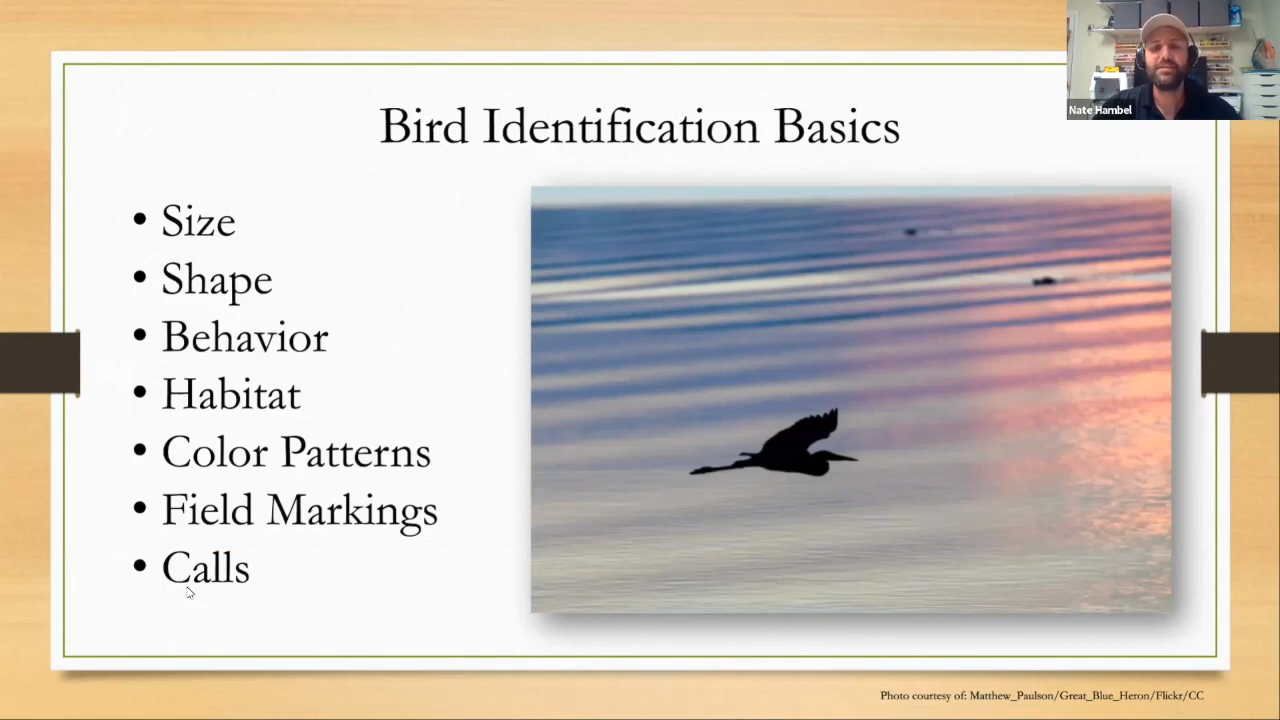 Nate Hambel
Bird Identification Basics
• Size
• Shape
• Behavior
• Habitat
• Color Patterns
• Field Markings
• Calls
Photo courtesy of: Matthew_Paulson/Great_Blue_Heron/Flickr/CC